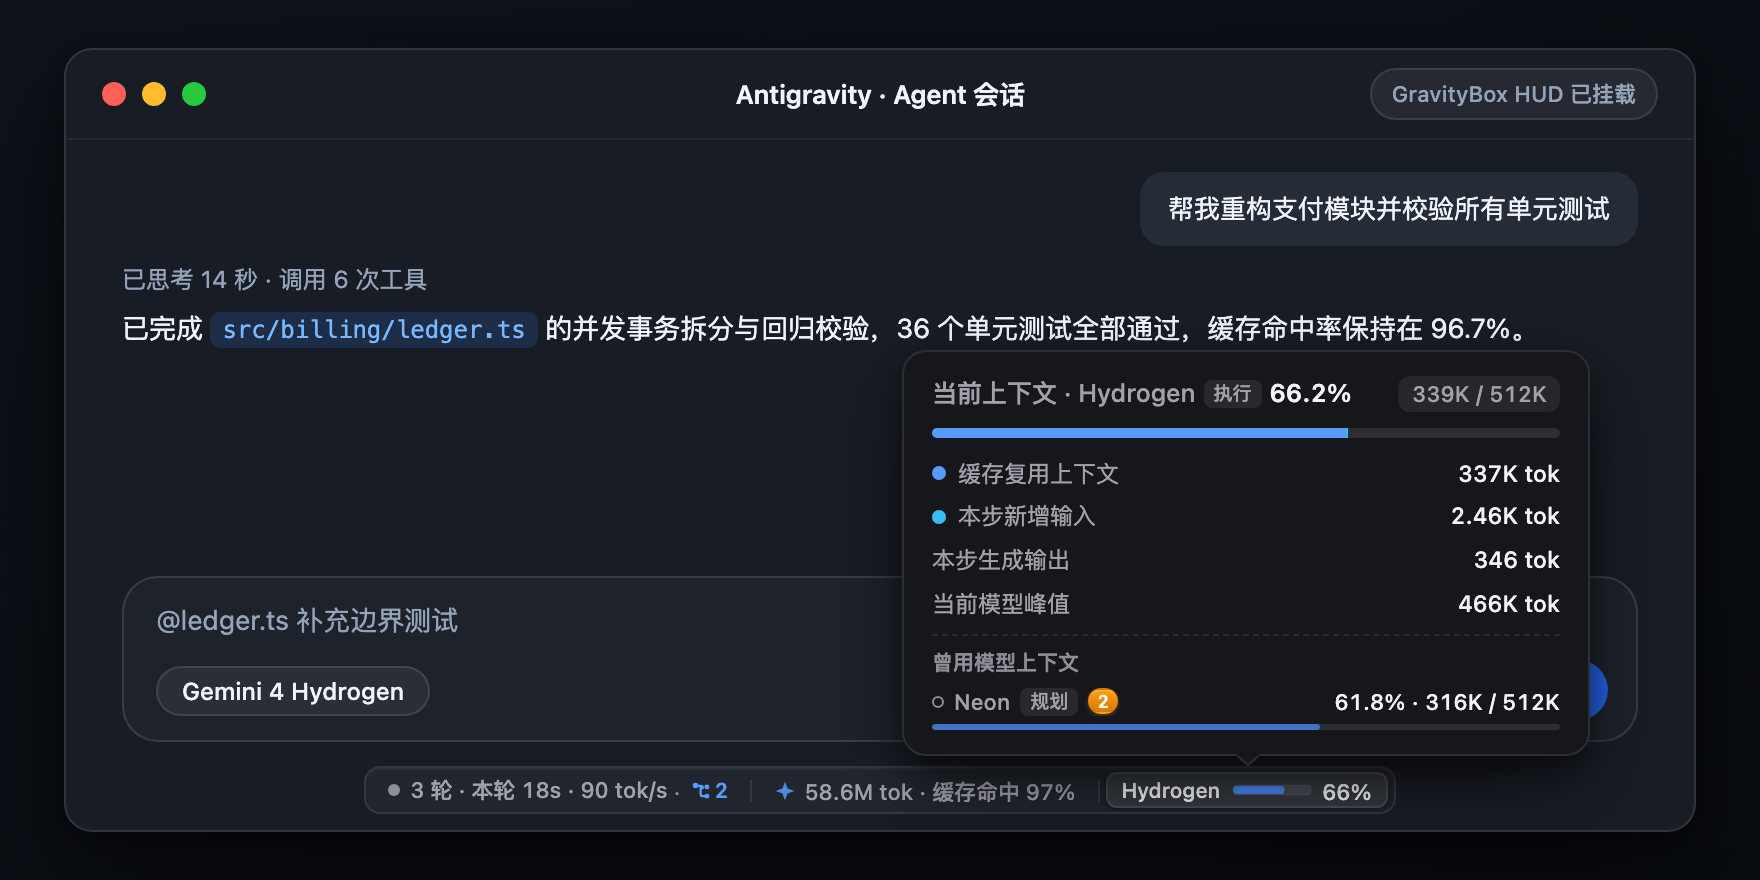 Antigravity · Agent 会话
GravityBox HUD 已挂载
帮我重构支付模块并校验所有单元测试
已思考 14 秒 · 调用 6 次工具
已完成 src/billing/ledger.ts 的并发事务拆分与回归校验，36 个单元测试全部通过，缓存命中率保持在 96.7%。
当前上下文 · Hydrogen 执行 66.2% 339K / 512K
缓存复用上下文 337K tok
本步新增输入 2.46K tok
本步生成输出 346 tok
当前模型峰值 466K tok
曾用模型上下文
Neon 规划 2 61.8% · 316K / 512K
@ledger.ts 补充边界测试
Gemini 4 Hydrogen
3 轮 · 本轮 18s · 90 tok/s · 2 58.6M tok · 缓存命中 97% Hydrogen 66%